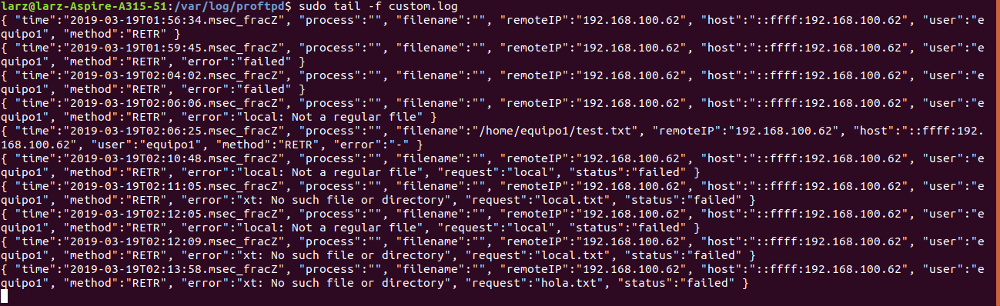 larz@larz-Aspire-A315-51:/var/log/proftpd$ sudo tail -f custom.log
{ "time":"2019-03-19T01:56:34.msec_fracZ", "process":"", "filename":"", "remoteIP":"192.168.100.62", "host":"::ffff:192.168.100.62", "user":"e
quipo1", "method":"RETR" }
{ "time":"2019-03-19T01:59:45.msec_fracZ", "process":"", "filename":"", "remoteIP":"192.168.100.62", "host":"::ffff:192.168.100.62", "user":"e
quipo1", "method":"RETR", "error":"failed" }
{ "time":"2019-03-19T02:04:02.msec_fracZ", "process":"", "filename":"", "remoteIP":"192.168.100.62", "host":"::ffff:192.168.100.62", "user":"e
quipo1", "method":"RETR", "error":"failed" }
{ "time":"2019-03-19T02:06:06.msec_fracZ", "process":"", "filename":"", "remoteIP":"192.168.100.62", "host":"::ffff:192.168.100.62", "user":"e
quipo1", "method":"RETR", "error":"local: Not a regular file" }
{ "time":"2019-03-19T02:06:25.msec_fracZ", "process":"", "filename":"/home/equipo1/test.txt", "remoteIP":"192.168.100.62", "host":"::ffff:192.
168.100.62", "user":"equipo1", "method":"RETR", "error":"-" }
{ "time":"2019-03-19T02:10:48.msec_fracZ", "process":"", "filename":"", "remoteIP":"192.168.100.62", "host":"::ffff:192.168.100.62", "user":"e
quipo1", "method":"RETR", "error":"local: Not a regular file", "request":"local", "status":"failed" }
{ "time":"2019-03-19T02:11:05.msec_fracZ", "process":"", "filename":"", "remoteIP":"192.168.100.62", "host":"::ffff:192.168.100.62", "user":"e
quipo1", "method":"RETR", "error":"xt: No such file or directory", "request":"local.txt", "status":"failed" }
{ "time":"2019-03-19T02:12:05.msec_fracZ", "process":"", "filename":"", "remoteIP":"192.168.100.62", "host":"::ffff:192.168.100.62", "user":"e
quipo1", "method":"RETR", "error":"local: Not a regular file", "request":"local", "status":"failed" }
{ "time":"2019-03-19T02:12:09.msec_fracZ", "process":"", "filename":"", "remoteIP":"192.168.100.62", "host":"::ffff:192.168.100.62", "user":"e
quipo1", "method":"RETR", "error":"xt: No such file or directory", "request":"local.txt", "status":"failed" }
{ "time":"2019-03-19T02:13:58.msec_fracZ", "process":"", "filename":"", "remoteIP":"192.168.100.62", "host":"::ffff:192.168.100.62", "user":"e
quipo1", "method":"RETR", "error":"xt: No such file or directory", "request":"hola.txt", "status":"failed" }